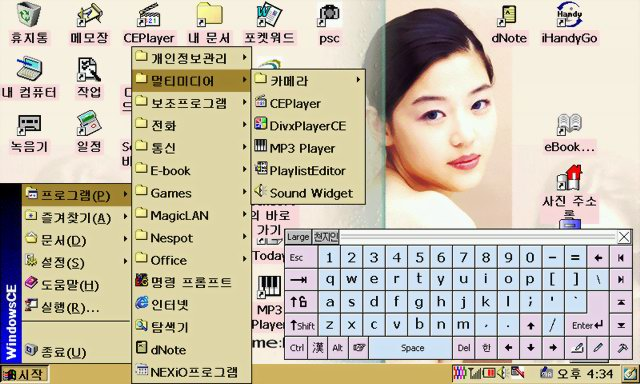 휴지통
메모장
CEPlayer
내 문서
포켓워드
psc
dNote
iHandyGo
내 컴퓨터
작업
녹음기
일정
eBook...
사진 주소
록
의 바로
가기
Today
MP3
Player
개인정보관리
멀티미디어
보조프로그램
전화
통신
E-book
Games
MagicLAN
Nespot
Office
명령 프롬프트
인터넷
탐색기
dNote
NEXiO프로그램
카메라
CEPlayer
DivxPlayerCE
MP3 Player
PlaylistEditor
Sound Widget
WindowsCE
프로그램(P)
즐겨찾기(A)
문서(D)
설정(S)
도움말(H)
실행(R)...
종료(U)
Large 천지인
Esc 1 2 3 4 5 6 7 8 9 0 - =
q w e r t y u i o p [ ] \
a s d f g h j k l ; '
Shift z x c v b n m , . / Enter
Ctrl 漢 Alt Space Del 한
시작
오후 4:34